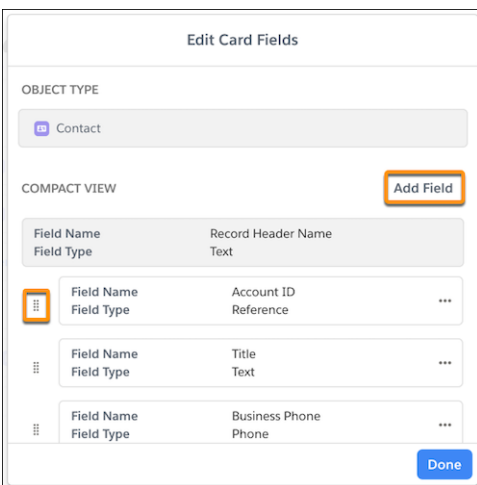 Edit Card Fields
OBJECT TYPE
Contact
COMPACT VIEW Add Field
Field Name Record Header Name
Field Type Text
Field Name Account ID
Field Type Reference
Field Name Title
Field Type Text
Field Name Business Phone
Field Type Phone
Done